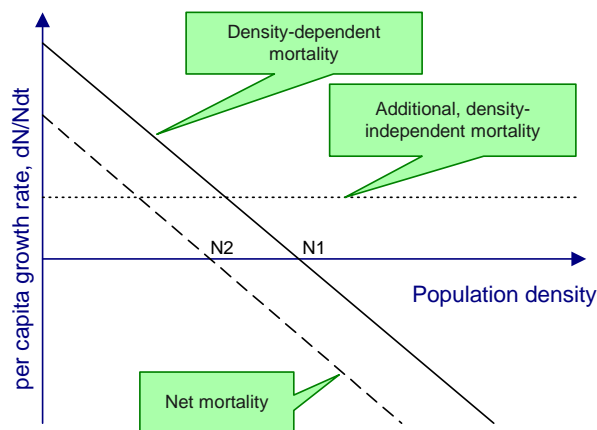 Density-dependent
mortality
Additional, density-
independent mortality
per capita growth rate, dN/Ndt
N2
N1
Population density
Net mortality